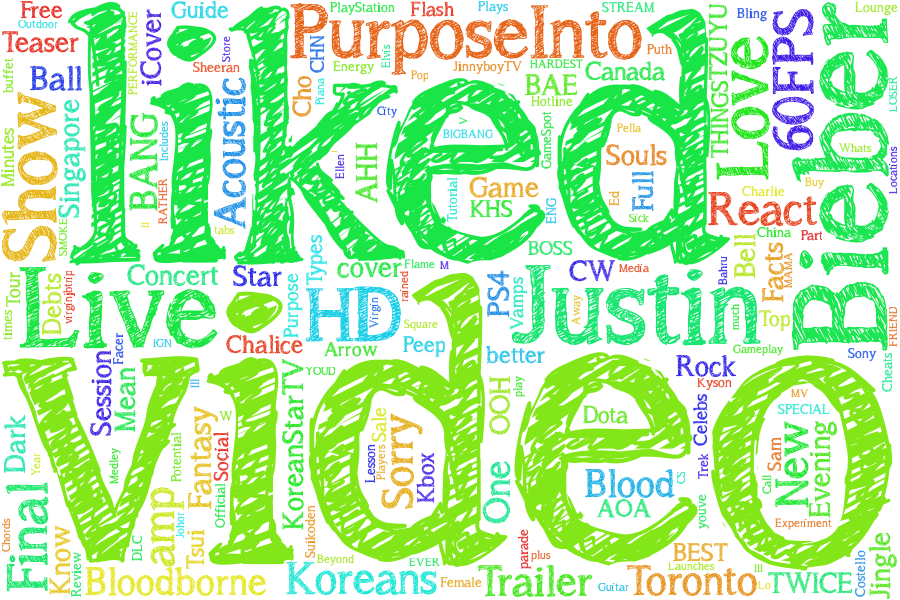 Red
Outdoor
Free
Teaser
Guide
PlayStation
Flash
Plays
STREAM
Bling
Lounge
buffet
Ball
PERFORMANCE
iCover
Store
Sheeran
PurposeInto
Energy
Elvis
Pop
JinnyboyTV
HARDEST
BAE
Hotline
Canada
Puth
THINGSTZUYU
Love
60FPS
Bieber
LOSER
Minutes
Show
Singapore
SMOKE
liked
BANG
II
RATHER
Includes
Acoustic
tabs
Cho
CHN
Piana
City
Ellen
AHH
V
BIGBANG
Tutorial
Game
KHS
GameSpot
ENG
BOSS
Pella
Souls
Ed
Full
Sick
React
Charlie
Buy
Whats
Locations
China
Part
Bell
Facts
MAMA
Bahru
times
Tour
Live
Debts
virginbtrip
Concert
Star
Purpose
Types
cover
Flame
M
HD
Virgin
rained
Square
PS4
Vamps
Justin
CW
Media
Away
much
Top
FRIEND
Facer
IGN
Chalice
Arrow
Peep
better
Gameplay
Sony
Cheats
Dark
Year
Session
Mean
Medley
video
III
Potential
Fantasy
W
Social
Official
KoreanStarTV
YOUD
Lesson
Players
Sale
Sorry
Kbox
OOH
play
One
Dota
Blood
AOA
CS
Rock
Kyson
Celebs
Trek
youve
MV
SPECIAL
Sam
Call
New
Evening
Experiment
Final
Chords
Know
Review
DLC
amp
Johor
Tsui
Suikoden
Beyond
EVER
parade
plus
BEST
Launches
III
Lo
Costello
Jingle
Bloodborne
Koreans
Female
Trailer
Guitar
Toronto
TWICE